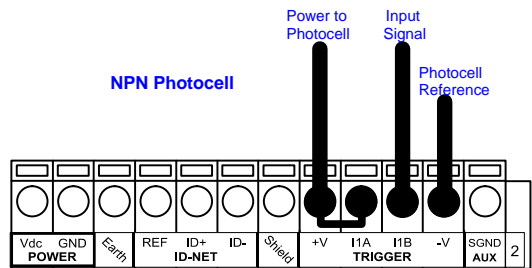 Power to
Photocell
Input
Signal
NPN Photocell
Photocell
Reference
Vdc GND Earth REF ID+ ID- Shield +V I1A I1B -V SGND 2
POWER ID-NET TRIGGER AUX